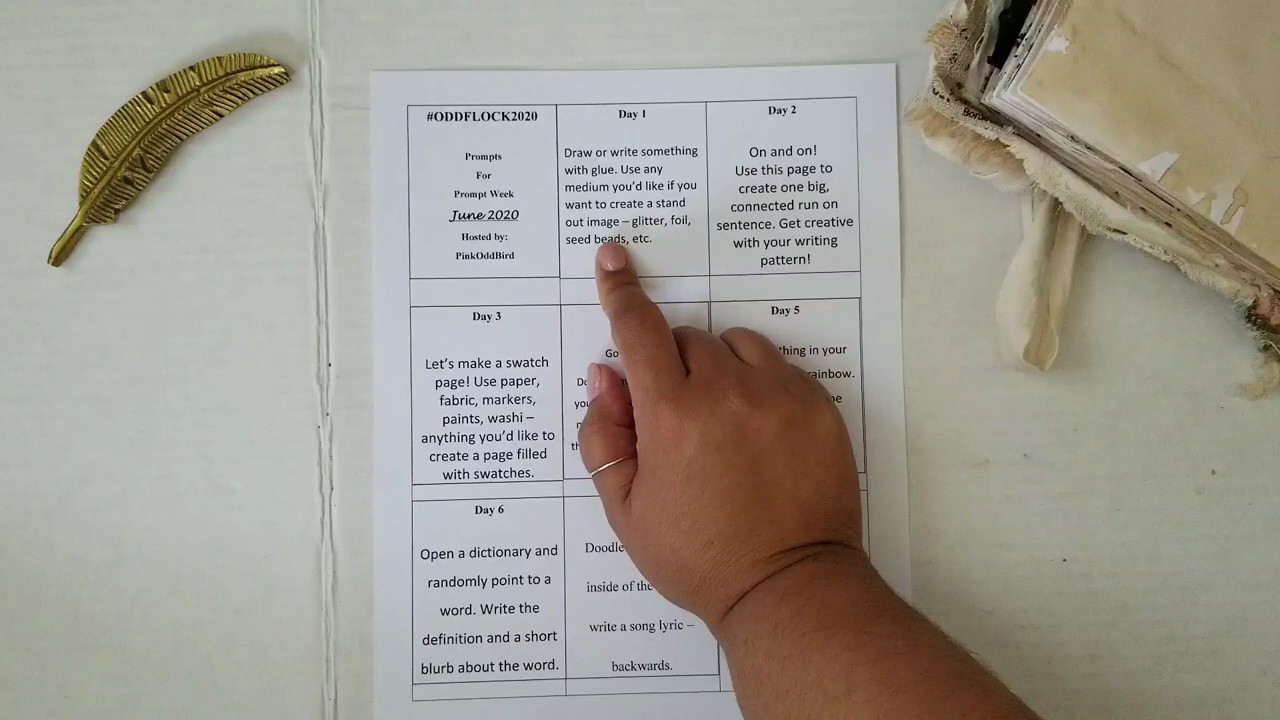 #ODDFLOCK2020
Prompts
For
Prompt Week
June 2020
Hosted by:
PinkOddBird
Day 1
Draw or write something
with glue. Use any
medium you'd like if you
want to create a stand
out image – glitter, foil,
seed beads, etc.
Day 2
On and on!
Use this page to
create one big,
connected run on
sentence. Get creative
with your writing
pattern!
Day 3
Let's make a swatch
page! Use paper,
fabric, markers,
paints, washi –
anything you'd like to
create a page filled
with swatches.
Day 5
in your
Day 6
Open a dictionary and
randomly point to a
word. Write the
definition and a short
blurb about the word.
Doodle
inside of the
write a song lyric –
backwards.